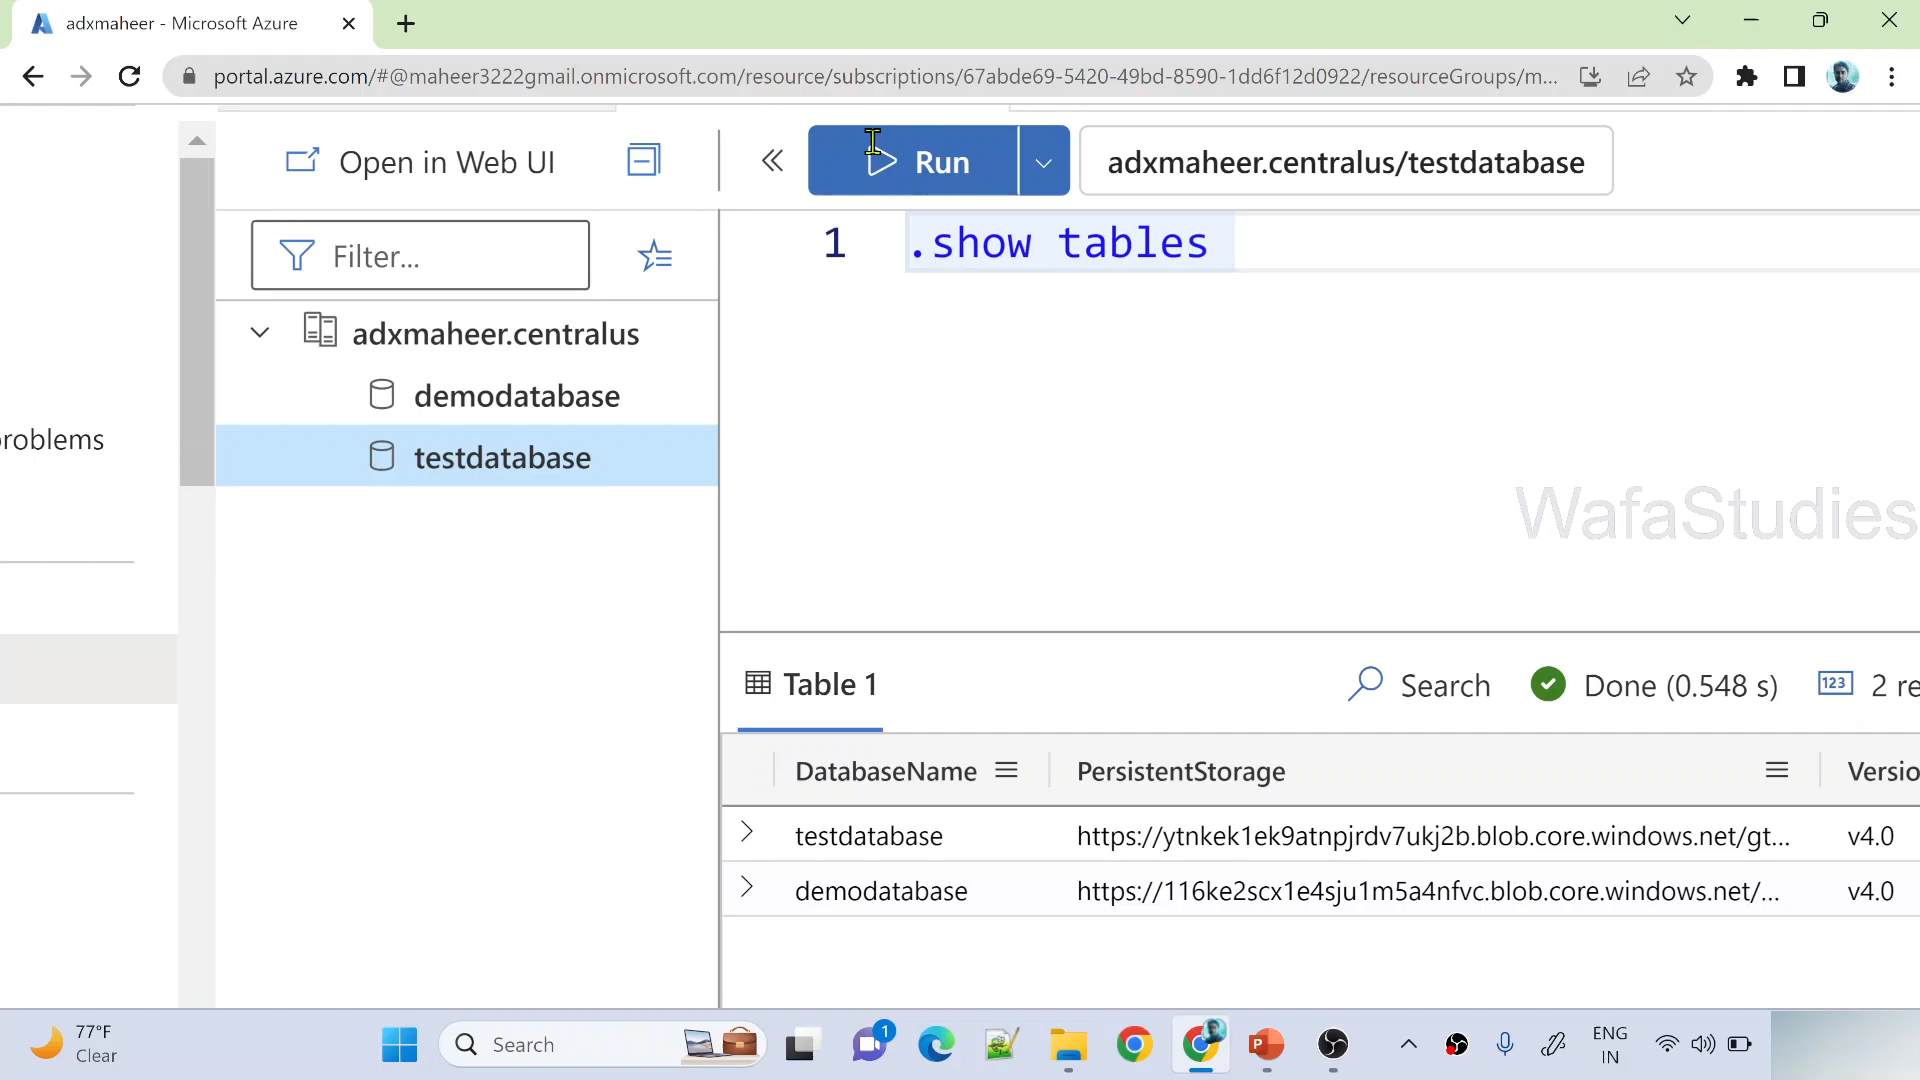 adxmaheer - Microsoft Azure
portal.azure.com/#@maheer3222gmail.onmicrosoft.com/resource/subscriptions/67abde69-5420-49bd-8590-1dd6f12d0922/resourceGroups/m...
Open in Web UI
Run
adxmaheer.centralus/testdatabase
Filter...
1 .show tables
adxmaheer.centralus
demodatabase
roblems
testdatabase
WafaStudies
Table 1
Search
Done (0.548 s)
123
2 re
DatabaseName
PersistentStorage
Versio
testdatabase
https://ytnkek1ek9atnpjrdv7ukj2b.blob.core.windows.net/gt...
v4.0
demodatabase
https://116ke2scx1e4sju1m5a4nfvc.blob.core.windows.net/...
v4.0
77°F
Clear
Search
1
P
ENG
IN